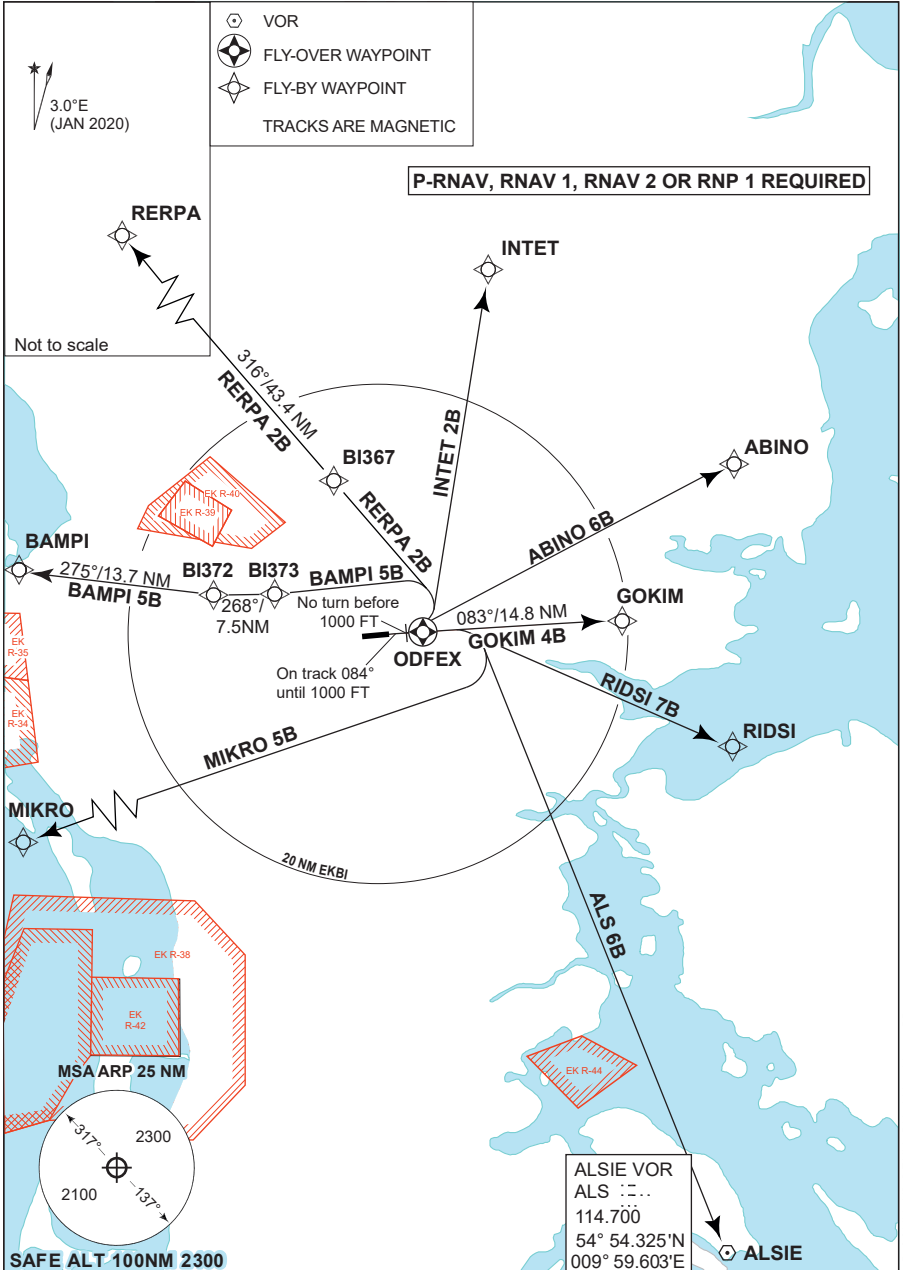 VOR
FLY-OVER WAYPOINT
FLY-BY WAYPOINT
TRACKS ARE MAGNETIC
3.0°E
(JAN 2020)
P-RNAV, RNAV 1, RNAV 2 OR RNP 1 REQUIRED
RERPA
INTET
Not to scale
316°/43.4 NM
RERPA 2B
INTET 2B
ABINO
BI367
EK R-40
EK R-39
RERPA 2B
ABINO 6B
BAMPI
275°/13.7 NM
BAMPI 5B
BI372
BI373
BAMPI 5B
268°/
7.5NM
No turn before
1000 FT
083°/14.8 NM
GOKIM
GOKIM 4B
ODFEX
EK
R-35
On track 084°
until 1000 FT
RIDSI 7B
EK
R-34
RIDSI
MIKRO 5B
MIKRO
20 NM EKBI
ALS 6B
EK R-38
EK
R-42
EK R-44
MSA ARP 25 NM
317°
2300
2100
137°
SAFE ALT 100NM 2300
ALSIE VOR
ALS
114.700
54° 54.325'N
009° 59.603'E
ALSIE